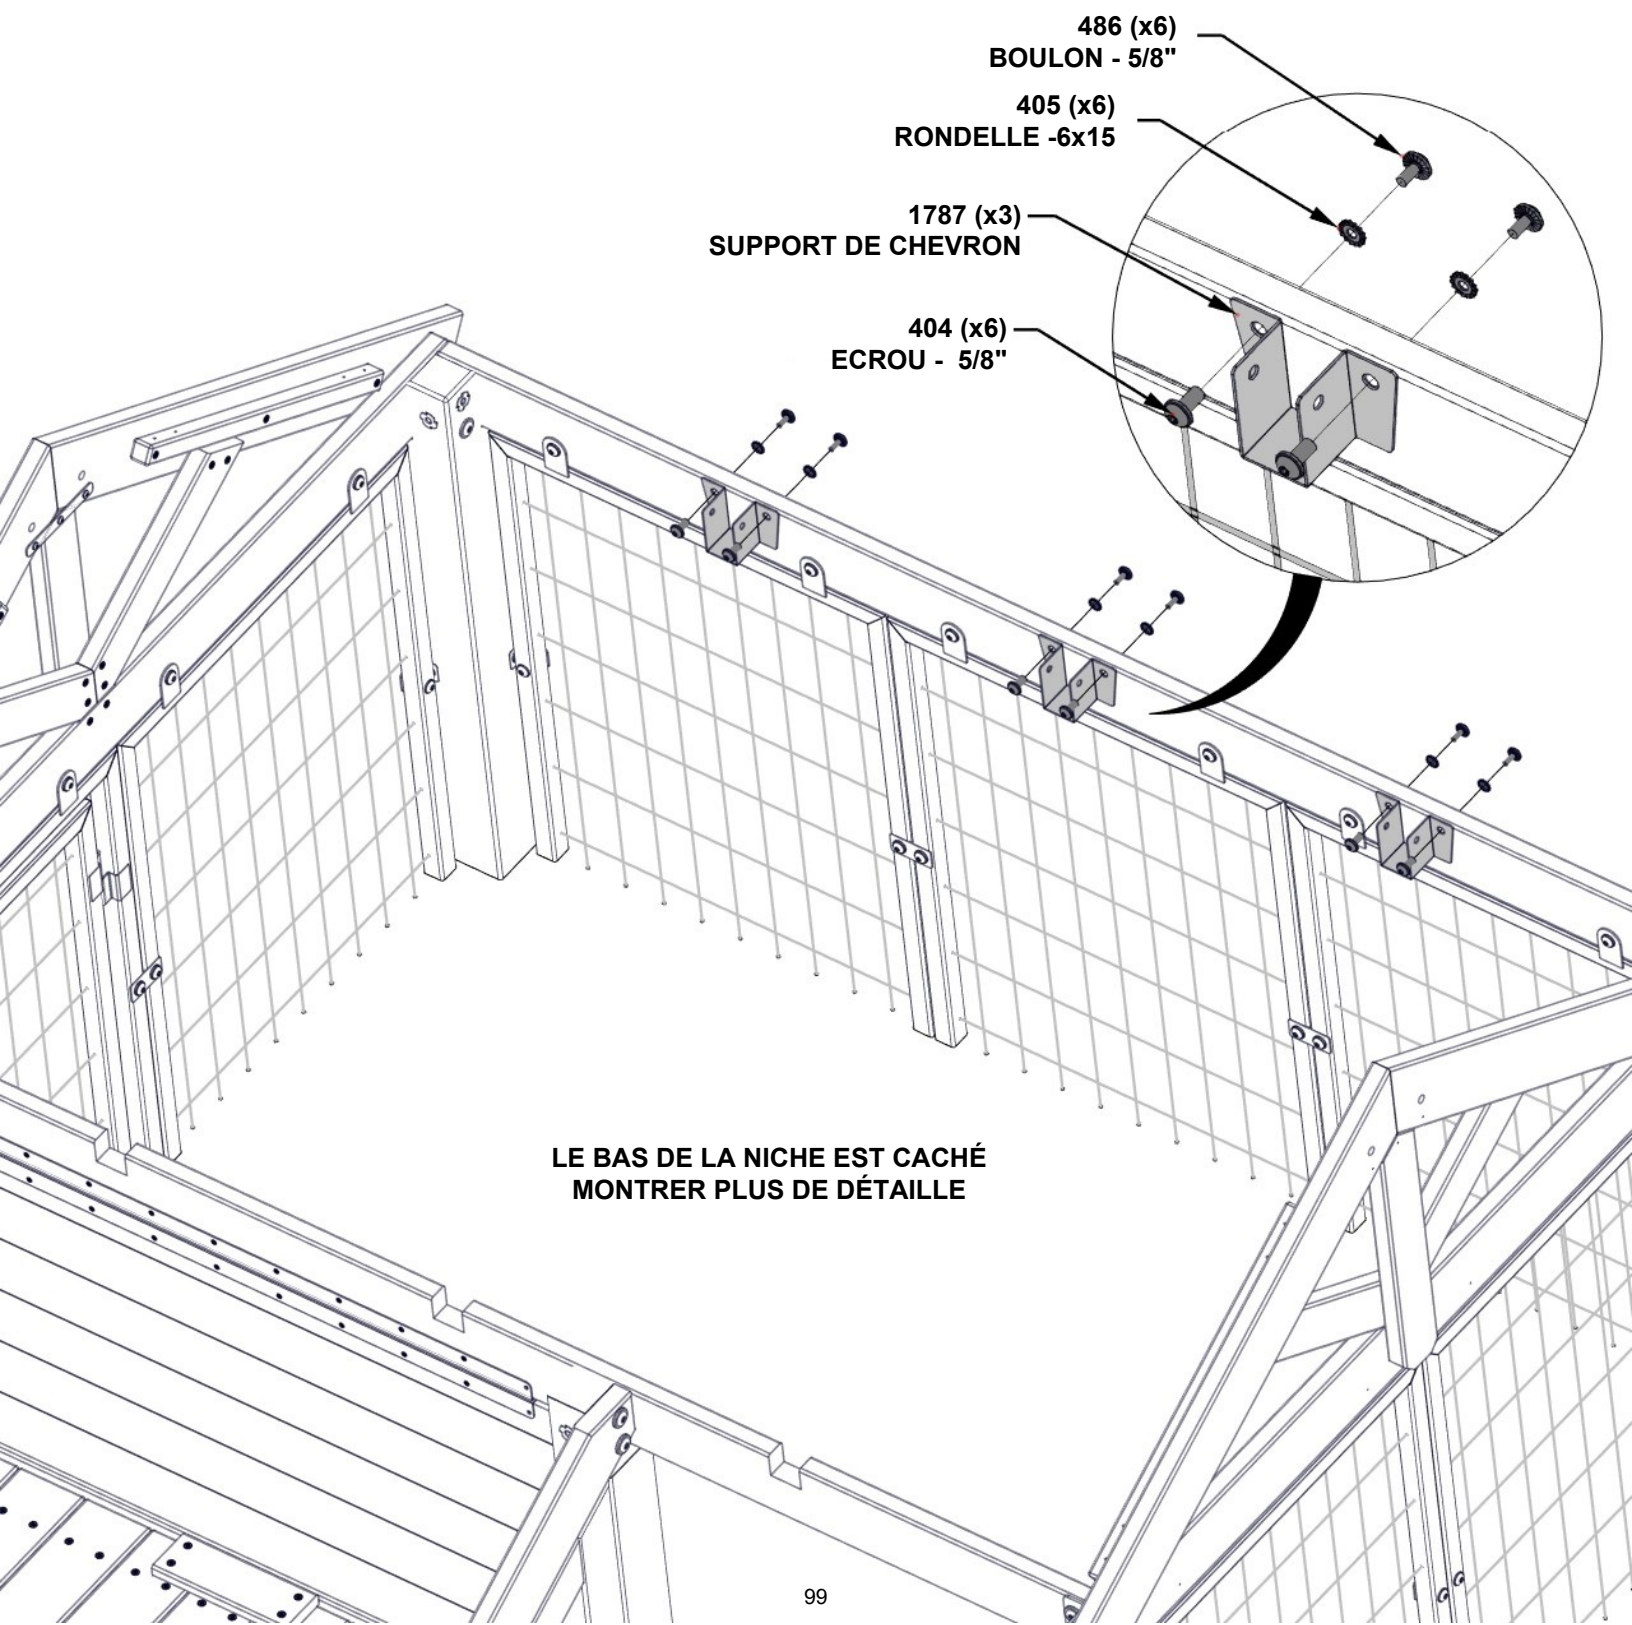 486 (x6)
BOULON - 5/8"
405 (x6)
RONDELLE -6x15
1787 (x3)
SUPPORT DE CHEVRON
404 (x6)
ECROU -  5/8"
LE BAS DE LA NICHE EST CACHÉ
MONTRER PLUS DE DÉTAILLE
99